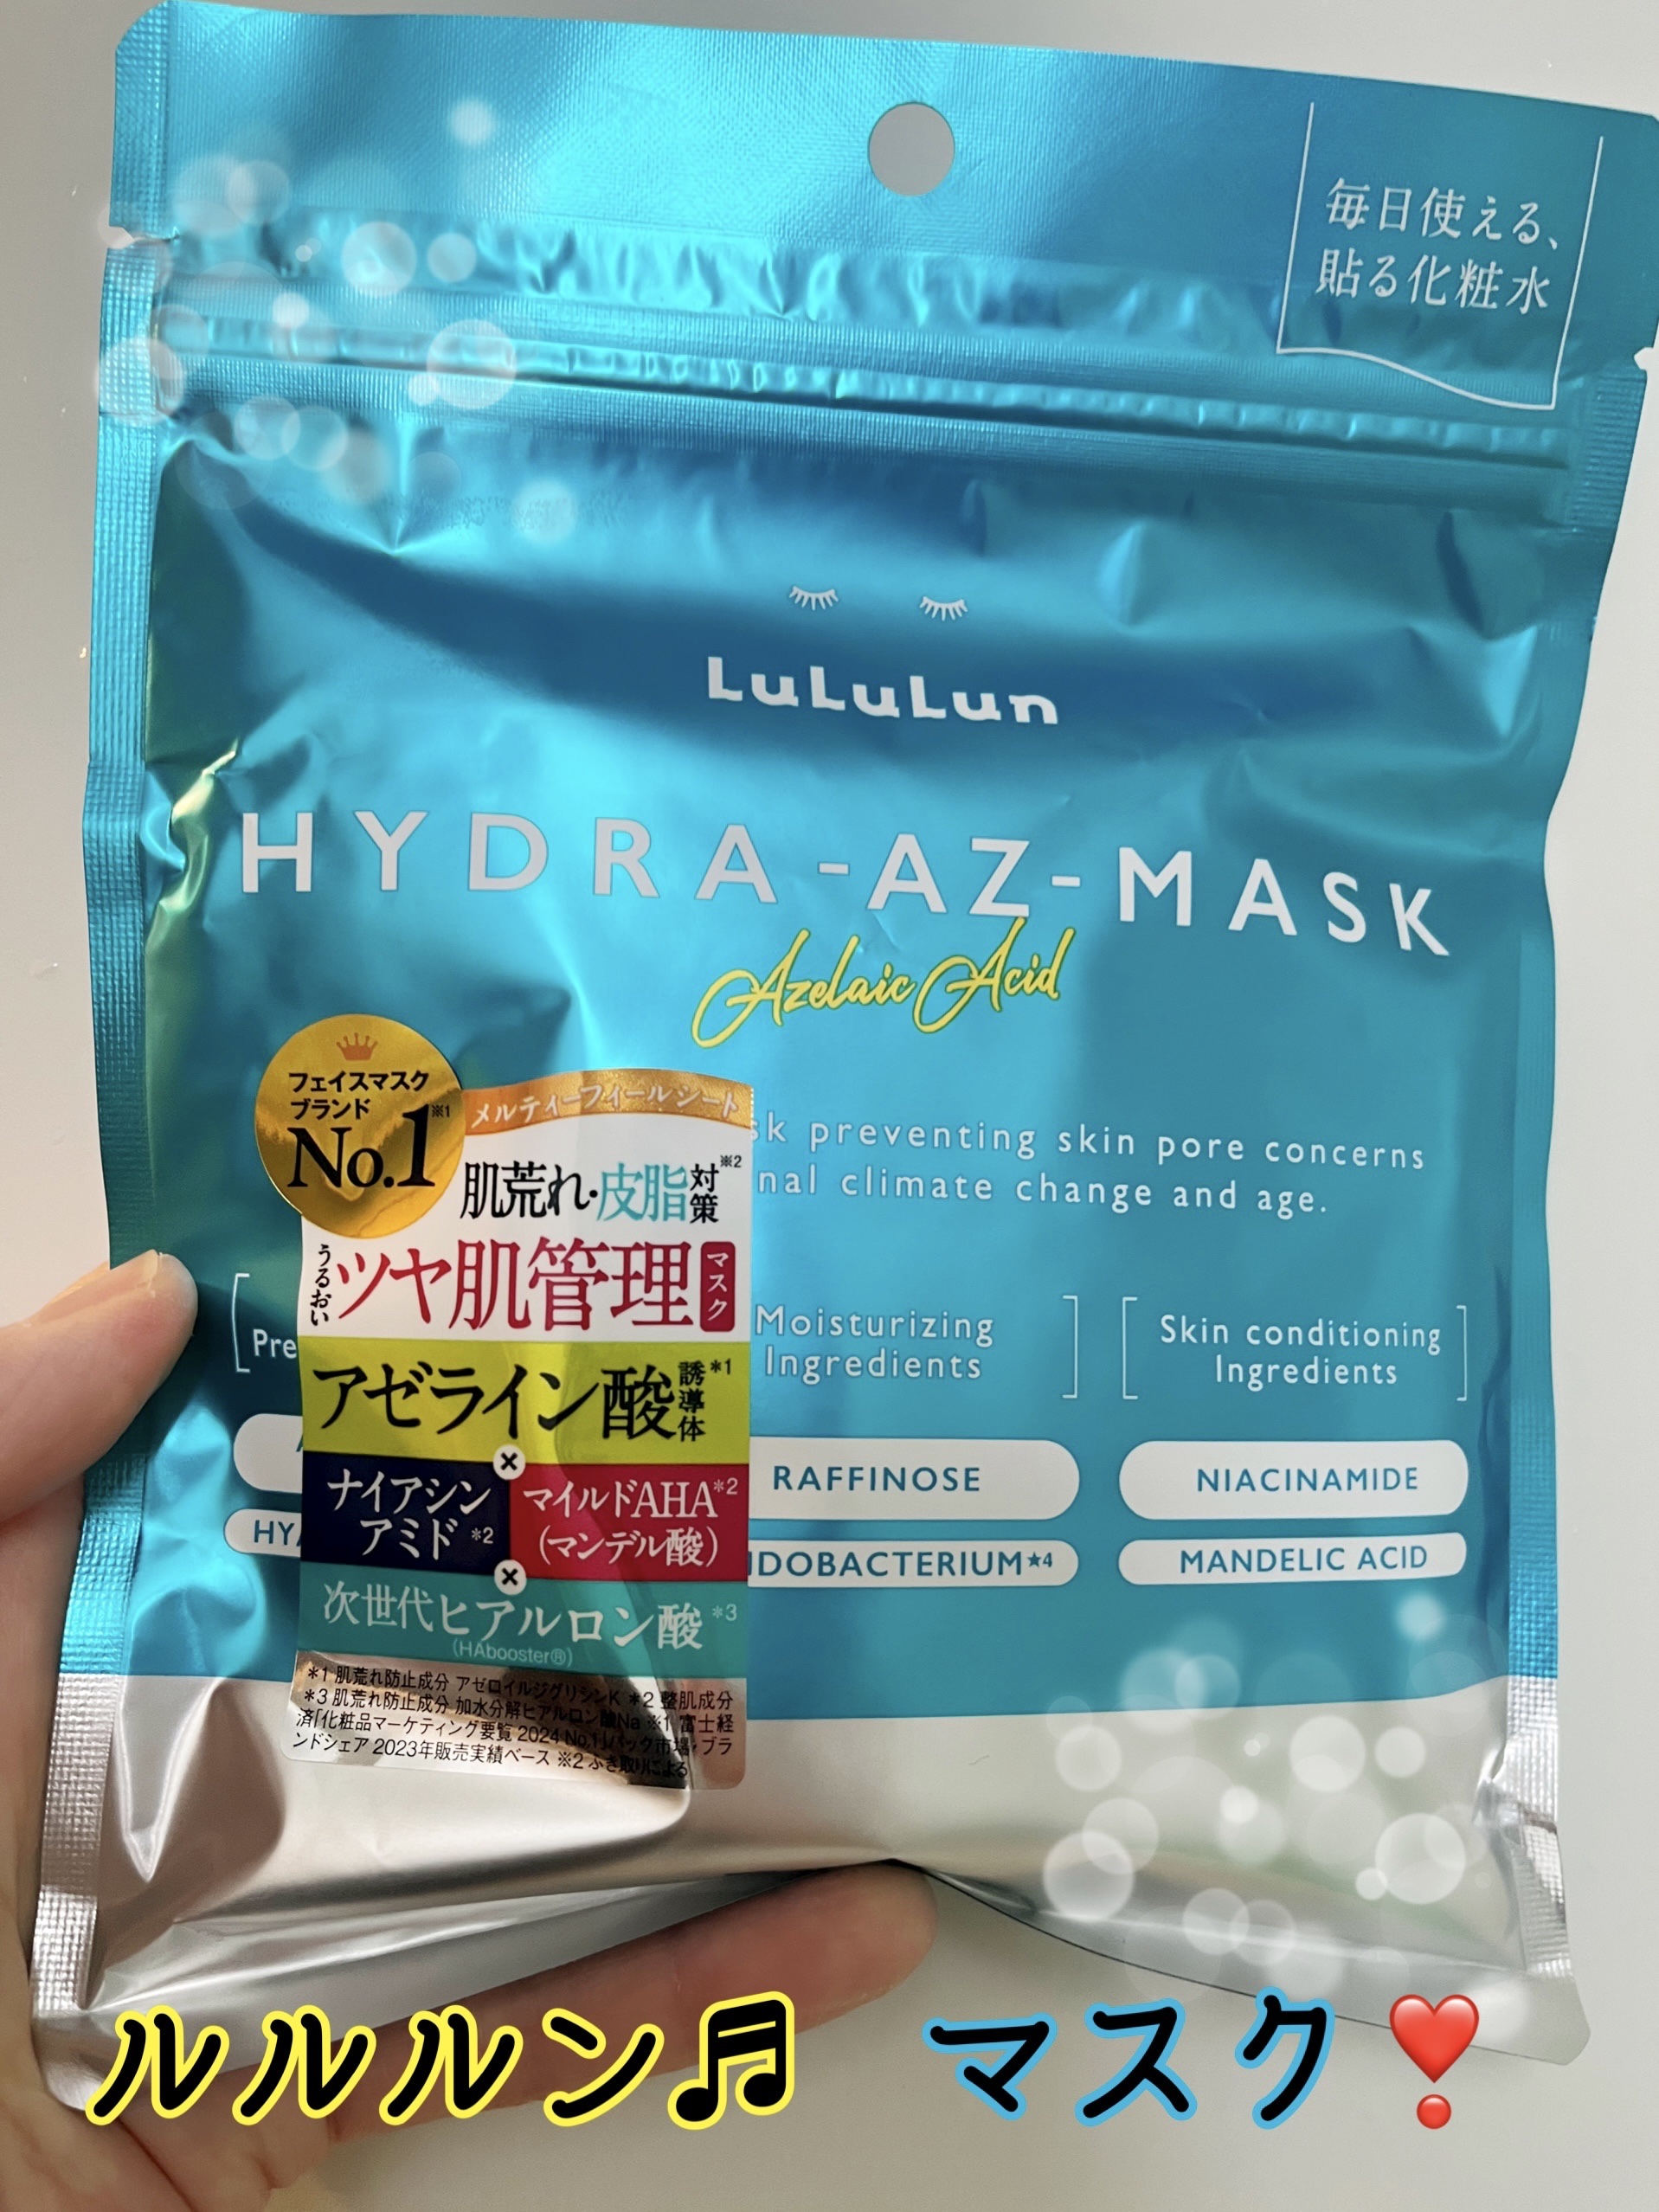 毎日使える、
貼る化粧水
LuLuLun
HYDRA-AZ-MASK
Azelaic Acid
preventing skin pore concerns
climate change and age.
フェイスマスク
ブランド
No.1※1
メルティーフィールシート
肌荒れ・皮脂対策※2
うるおいツヤ肌管理マスク
アゼライン酸誘導体*1
×
ナイアシン
アミド*2
マイルドAHA*2
(マンデル酸)
×
次世代ヒアルロン酸*3
(HAbooster®)
*1 肌荒れ防止成分 アゼロイルジグリシンK *2 整肌成分
*3 肌荒れ防止成分 加水分解ヒアルロン酸Na ※1 富士経
済「化粧品マーケティング要覧 2024 No.1」パック市場・ブラ
ンドシェア 2023年販売実績ベース ※2 ふき取りによる
Moisturizing
Ingredients
Skin conditioning
Ingredients
RAFFINOSE
NIACINAMIDE
MANDELIC ACID
ルルルン♬ マスク❣